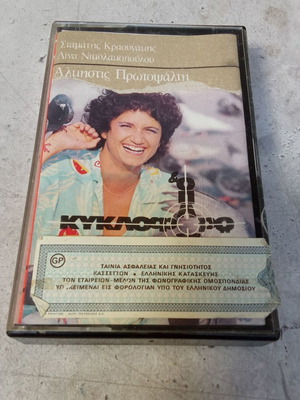 Σταμάτης Κραουνάκης
Λίνα Νικολακοπούλου
Άλκηστις Πρωτοψάλτη
ΚΥΚΛΟΦΟΡΩ
GP
ΤΑΙΝΙΑ ΑΣΦΑΛΕΙΑΣ ΚΑΙ ΓΝΗΣΙΟΤΗΤΟΣ
ΚΑΣΣΕΤΤΩΝ • ΕΛΛΗΝΙΚΗΣ ΚΑΤΑΣΚΕΥΗΣ
ΤΩΝ ΕΤΑΙΡΕΙΩΝ-ΜΕΛΩΝ ΤΗΣ ΦΩΝΟΓΡΑΦΙΚΗΣ ΟΜΟΣΠΟΝΔΙΑΣ
ΥΠΟΚΕΙΜΕΝΑΙ ΕΙΣ ΦΟΡΟΛΟΓΙΑΝ ΥΠΟ ΤΟΥ ΕΛΛΗΝΙΚΟΥ ΔΗΜΟΣΙΟΥ